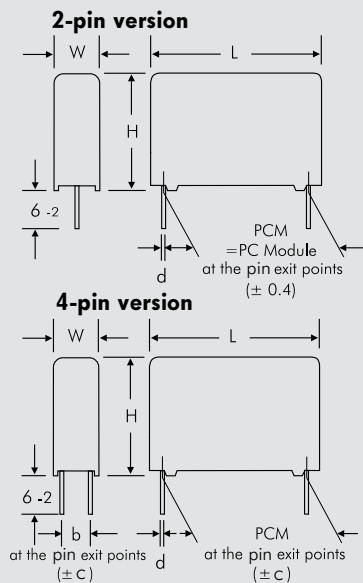 2-pin version
W
L
H
6 -2
d
PCM
=PC Module
at the pin exit points
(± 0.4)
4-pin version
W
L
H
6 -2
b
at the pin exit points
(±c)
d
PCM
at the pin exit points
(±c)